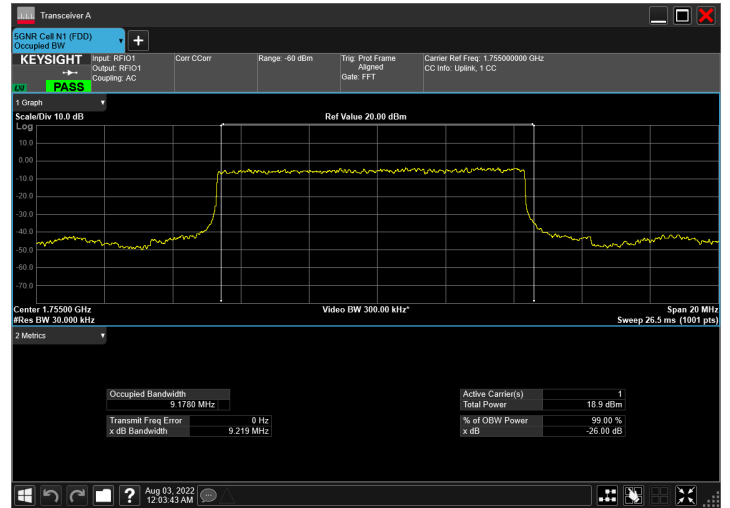 Transceiver A
5GNR Cell N1 (FDD)
Occupied BW
KEYSIGHT
Input: RFIO1
Output: RFIO1
Coupling: AC
Corr CCorr
Range: -60 dBm
Trig: Prot Frame
Aligned
Gate: FFT
Carrier Ref Freq: 1.755000000 GHz
CC Info: Uplink, 1 CC
PASS
1 Graph
Scale/Div 10.0 dB
Ref Value 20.00 dBm
Log
10.0
0.00
-10.0
-20.0
-30.0
-40.0
-50.0
-60.0
-70.0
Center 1.75500 GHz
Video BW 300.00 kHz*
Span 20 MHz
#Res BW 30.000 kHz
Sweep 26.5 ms (1001 pts)
2 Metrics
Occupied Bandwidth
9.1780 MHz
Active Carrier(s) 1
Total Power 18.9 dBm
Transmit Freq Error 0 Hz
x dB Bandwidth 9.219 MHz
% of OBW Power 99.00 %
x dB -26.00 dB
Aug 03, 2022
12:03:43 AM